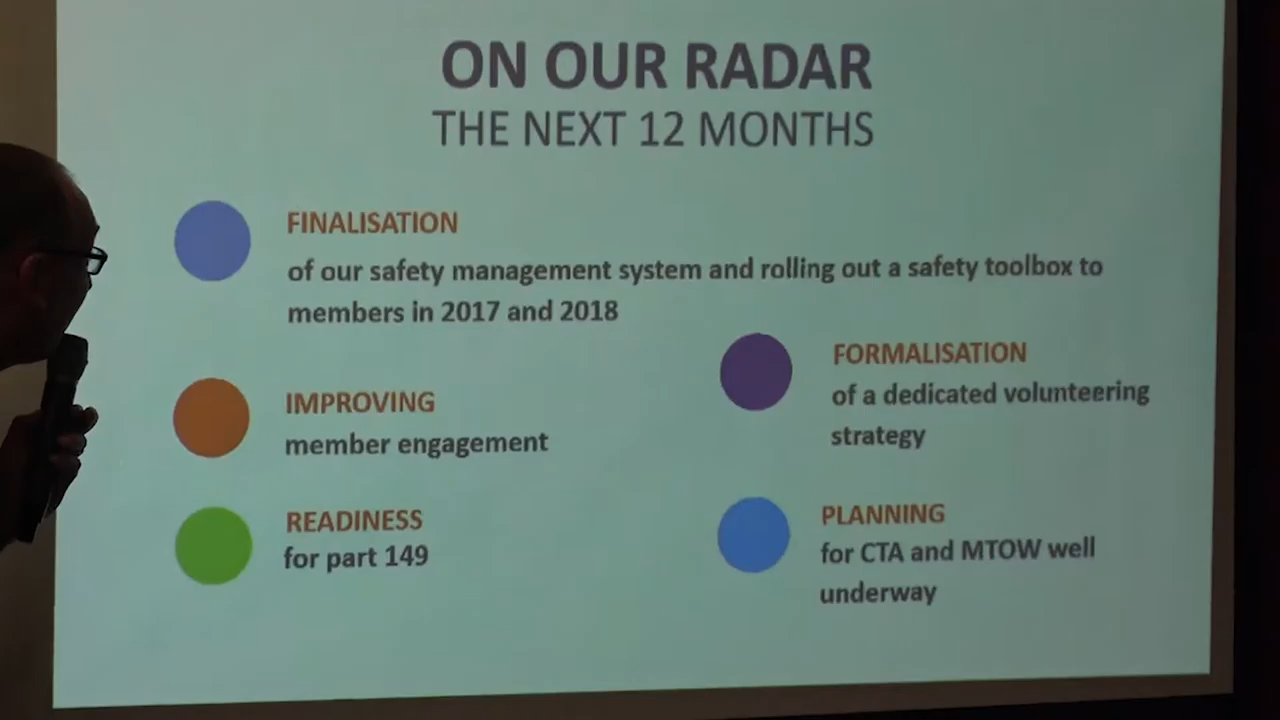 ON OUR RADAR
THE NEXT 12 MONTHS
FINALISATION
of our safety management system and rolling out a safety toolbox to
members in 2017 and 2018
IMPROVING
member engagement
READINESS
for part 149
FORMALISATION
of a dedicated volunteering
strategy
PLANNING
for CTA and MTOW well
underway